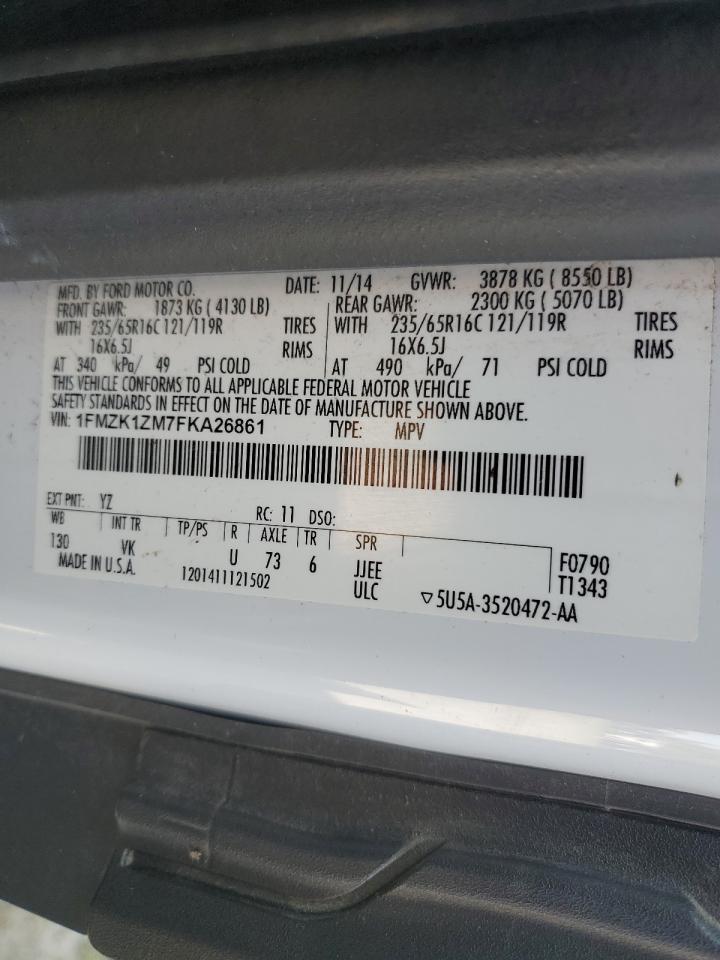 MFD. BY FORD MOTOR CO. DATE: 11/14 GVWR: 3878 KG ( 8550 LB)
FRONT GAWR: 1873 KG ( 4130 LB) REAR GAWR: 2300 KG ( 5070 LB)
WITH 235/65R16C 121/119R TIRES WITH 235/65R16C 121/119R TIRES
16X6.5J RIMS 16X6.5J RIMS
AT 340 kPa/ 49 PSI COLD AT 490 kPa/ 71 PSI COLD
THIS VEHICLE CONFORMS TO ALL APPLICABLE FEDERAL MOTOR VEHICLE
SAFETY STANDARDS IN EFFECT ON THE DATE OF MANUFACTURE SHOWN ABOVE.
VIN: 1FMZK1ZM7FKA26861 TYPE: MPV
EXT PNT: YZ RC: 11 DSO:
WB INT TR TP/PS R AXLE TR SPR
130 VK U 73 6 JJEE F0790
MADE IN U.S.A. 1201411121502 ULC ▽5U5A-3520472-AA T1343